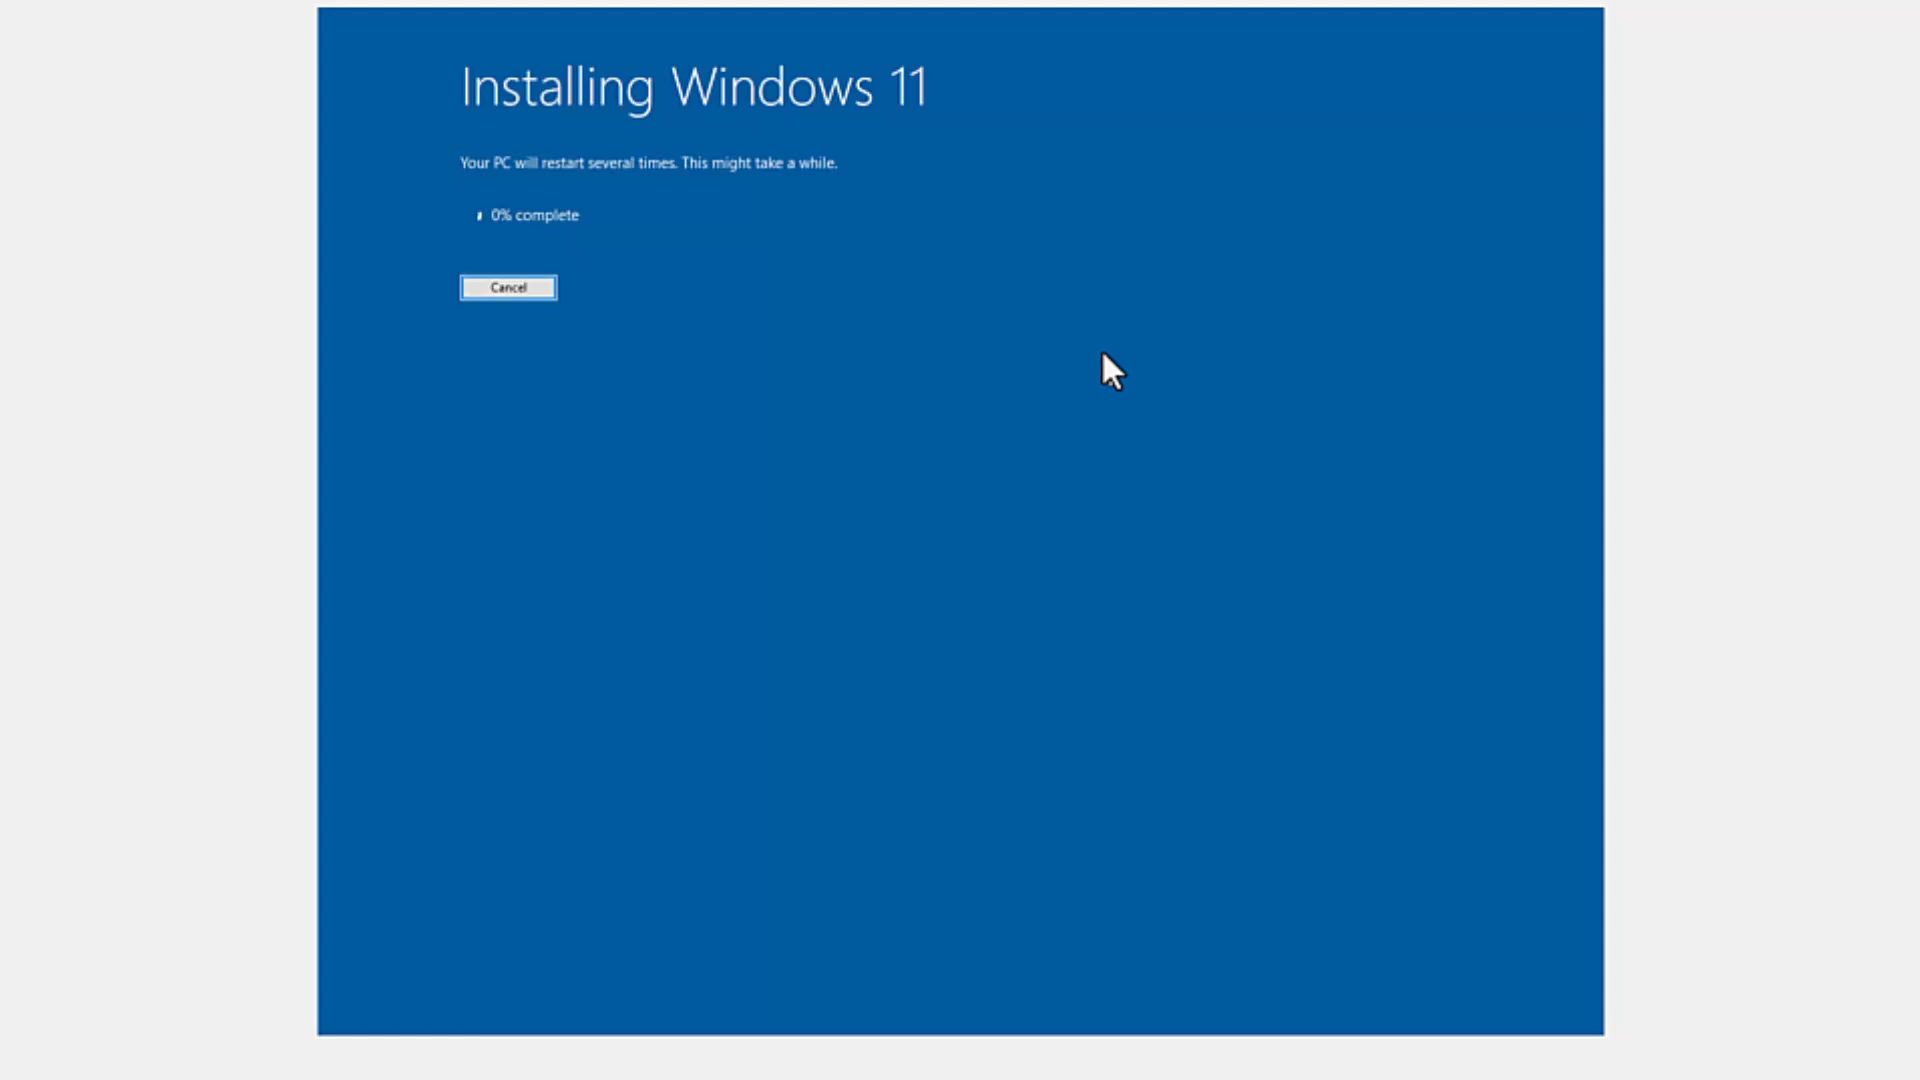 Installing Windows 11
Your PC will restart several times. This might take a while.
0% complete
Cancel